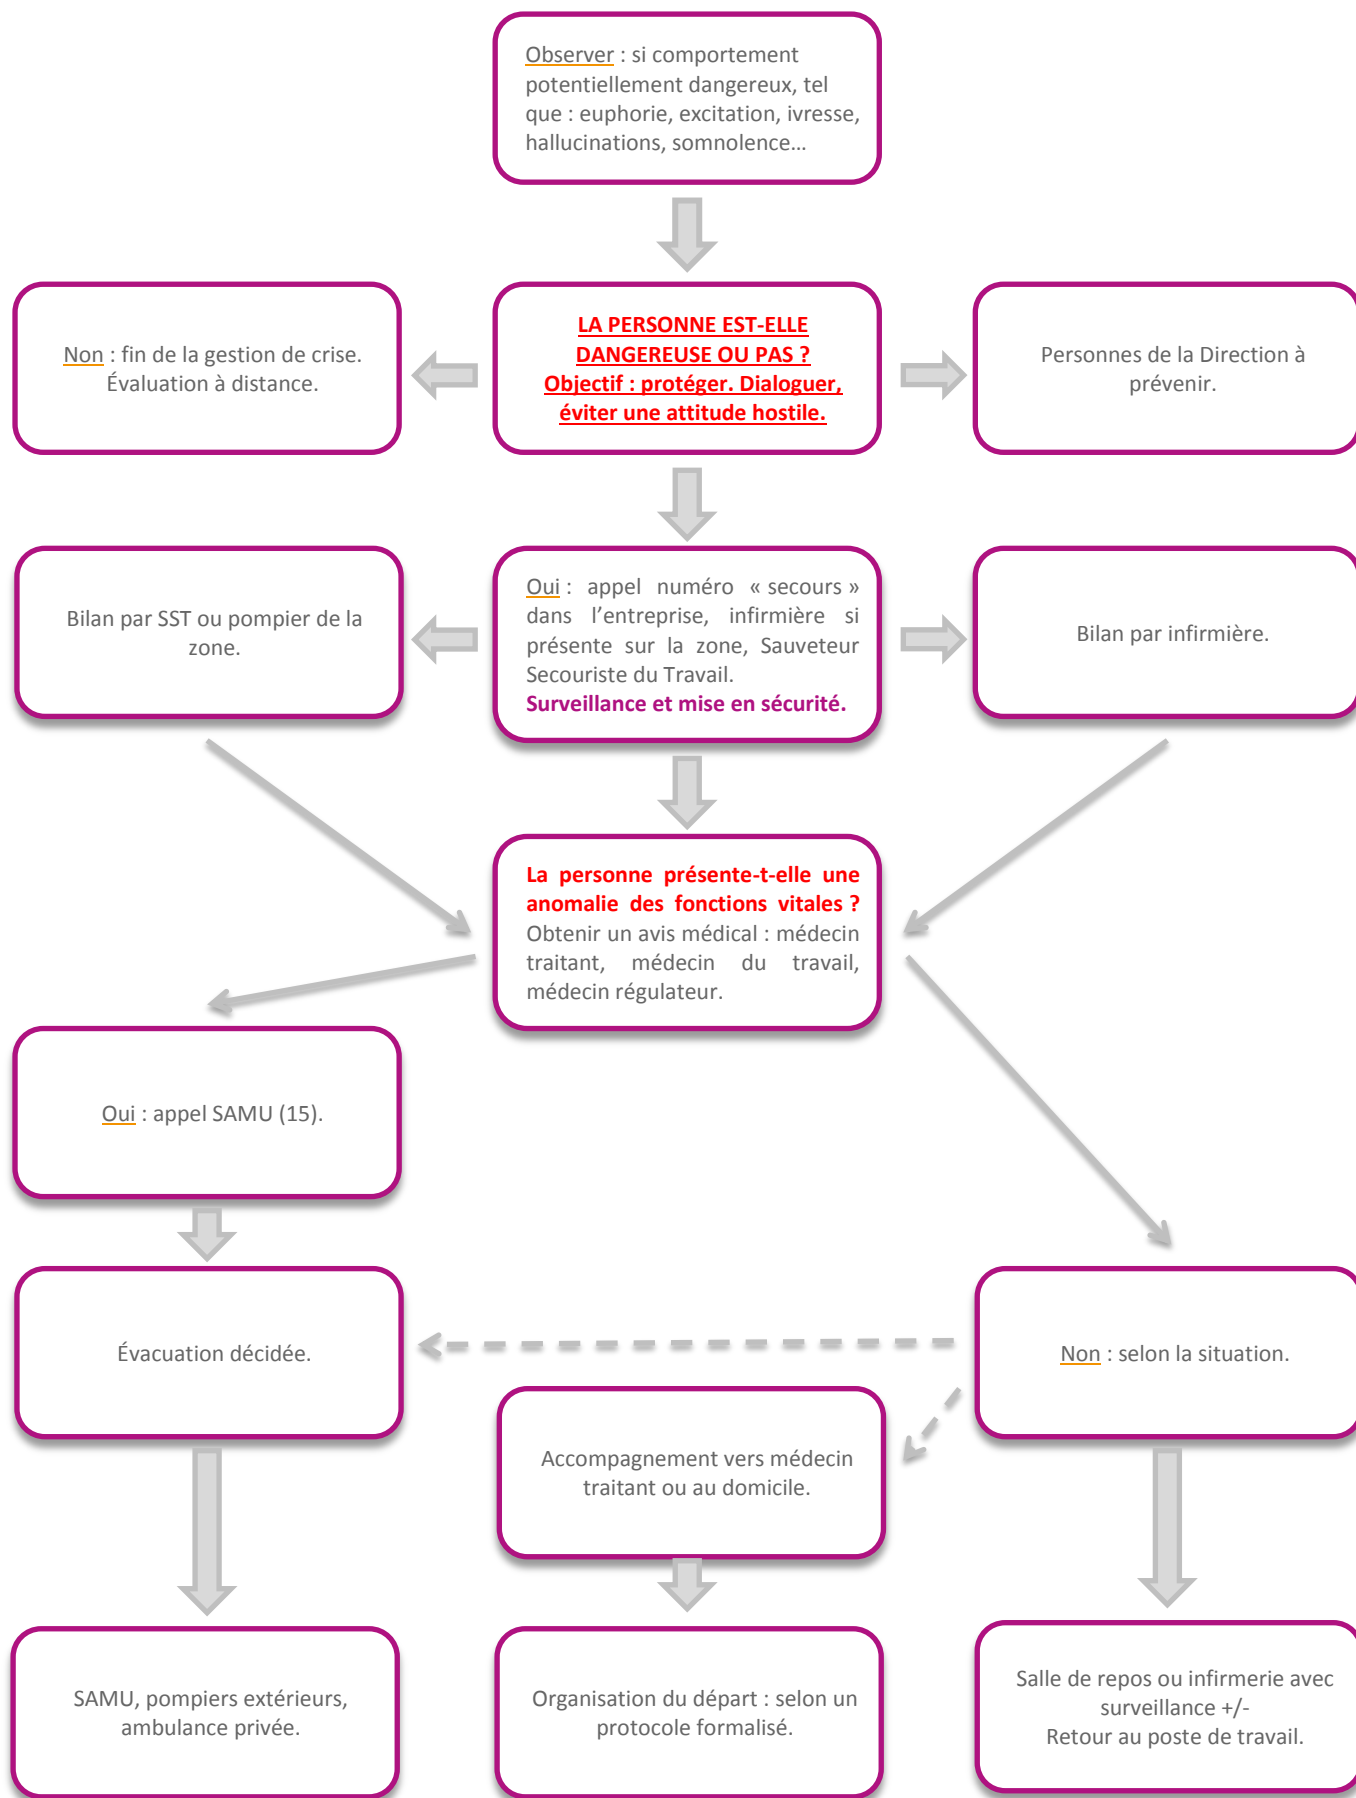 Observer : si comportement
potentiellement dangereux, tel
que : euphorie, excitation, ivresse,
hallucinations, somnolence…
Non : fin de la gestion de crise.
Évaluation à distance.
LA PERSONNE EST-ELLE
DANGEREUSE OU PAS ?
Objectif : protéger. Dialoguer,
éviter une attitude hostile.
Personnes de la Direction à
prévenir.
Bilan par SST ou pompier de la
zone.
Oui : appel numéro « secours »
dans l’entreprise, infirmière si
présente sur la zone, Sauveteur
Secouriste du Travail.
Surveillance et mise en sécurité.
Bilan par infirmière.
La personne présente-t-elle une
anomalie des fonctions vitales ?
Obtenir un avis médical : médecin
traitant, médecin du travail,
médecin régulateur.
Oui : appel SAMU (15).
Évacuation décidée.
Non : selon la situation.
Accompagnement vers médecin
traitant ou au domicile.
SAMU, pompiers extérieurs,
ambulance privée.
Organisation du départ : selon un
protocole formalisé.
Salle de repos ou infirmerie avec
surveillance +/-
Retour au poste de travail.